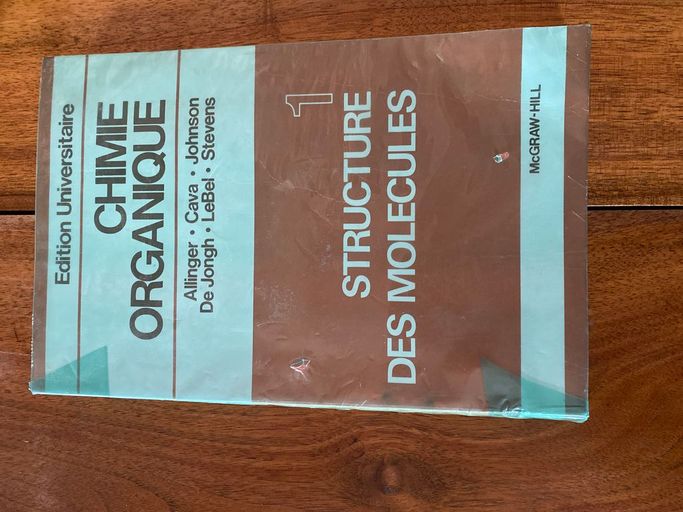 Edition Universitaire
CHIMIE
ORGANIQUE
Allinger • Cava • Johnson
De Jongh • LeBel • Stevens
1
STRUCTURE
DES MOLECULES
McGRAW-HILL